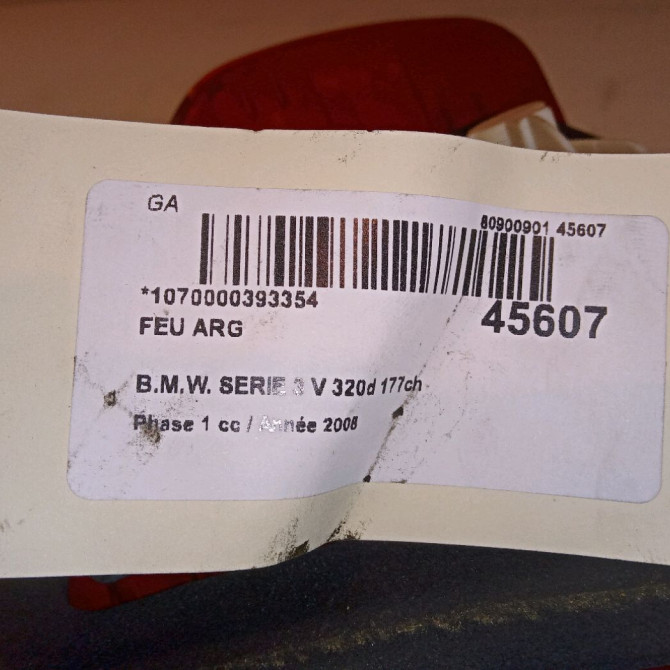 GA
80900901 45607
*1070000393354
45607
FEU ARG
B.M.W. SERIE 3 V 320d 177ch
Phase 1 cc / Année 2008